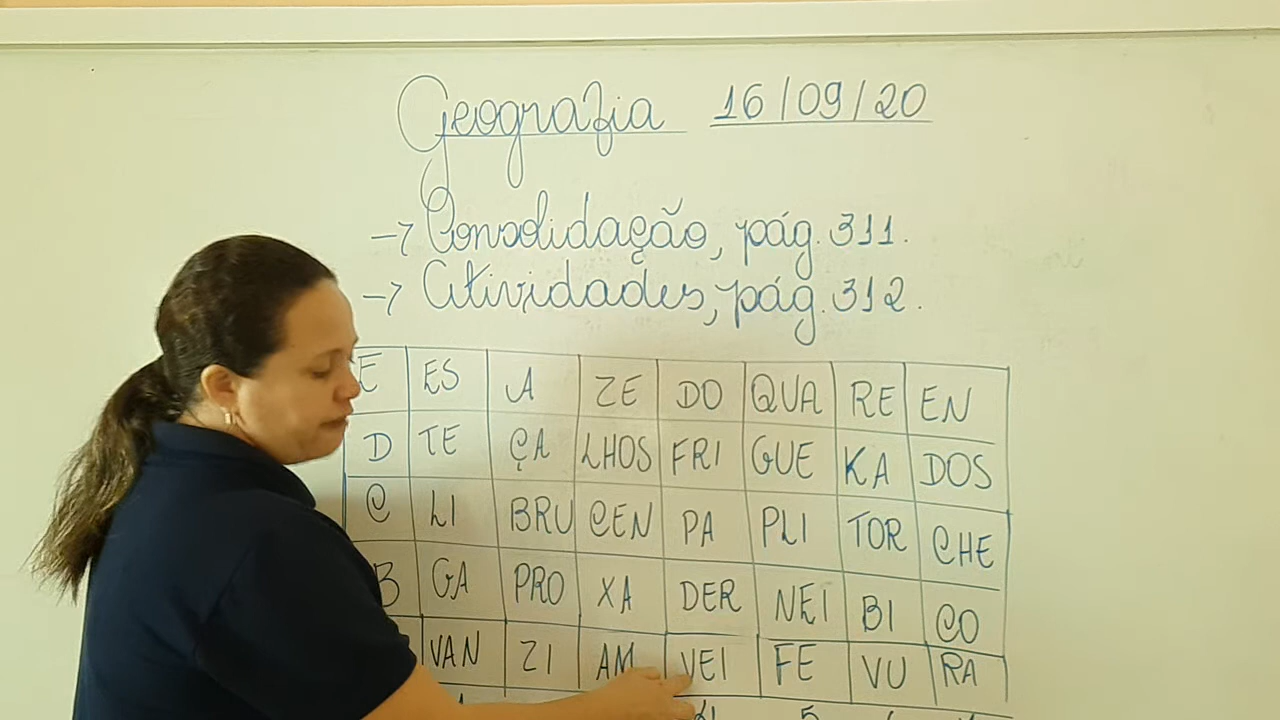 Geografia 16/09/20
→ Consolidação, pág. 311.
→ Atividades, pág. 312.
E ES A ZE DO QUA RE EN
D TE ÇA LHOS FRI GUE KA DOS
C LI BRU CEN PA PLI TOR CHE
B GA PRO XA DER NEI BI CO
VAN ZI AM VEI FE VU RA